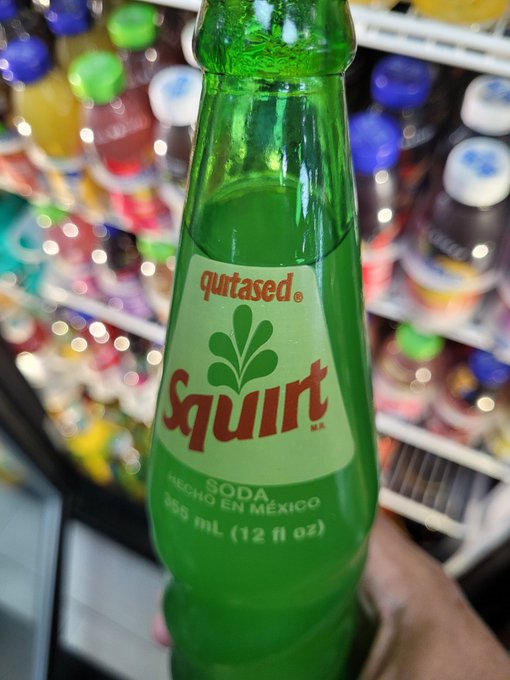 quitased®
Squirt
M.R.
SODA
HECHO EN MÉXICO
355 mL (12 fl oz)